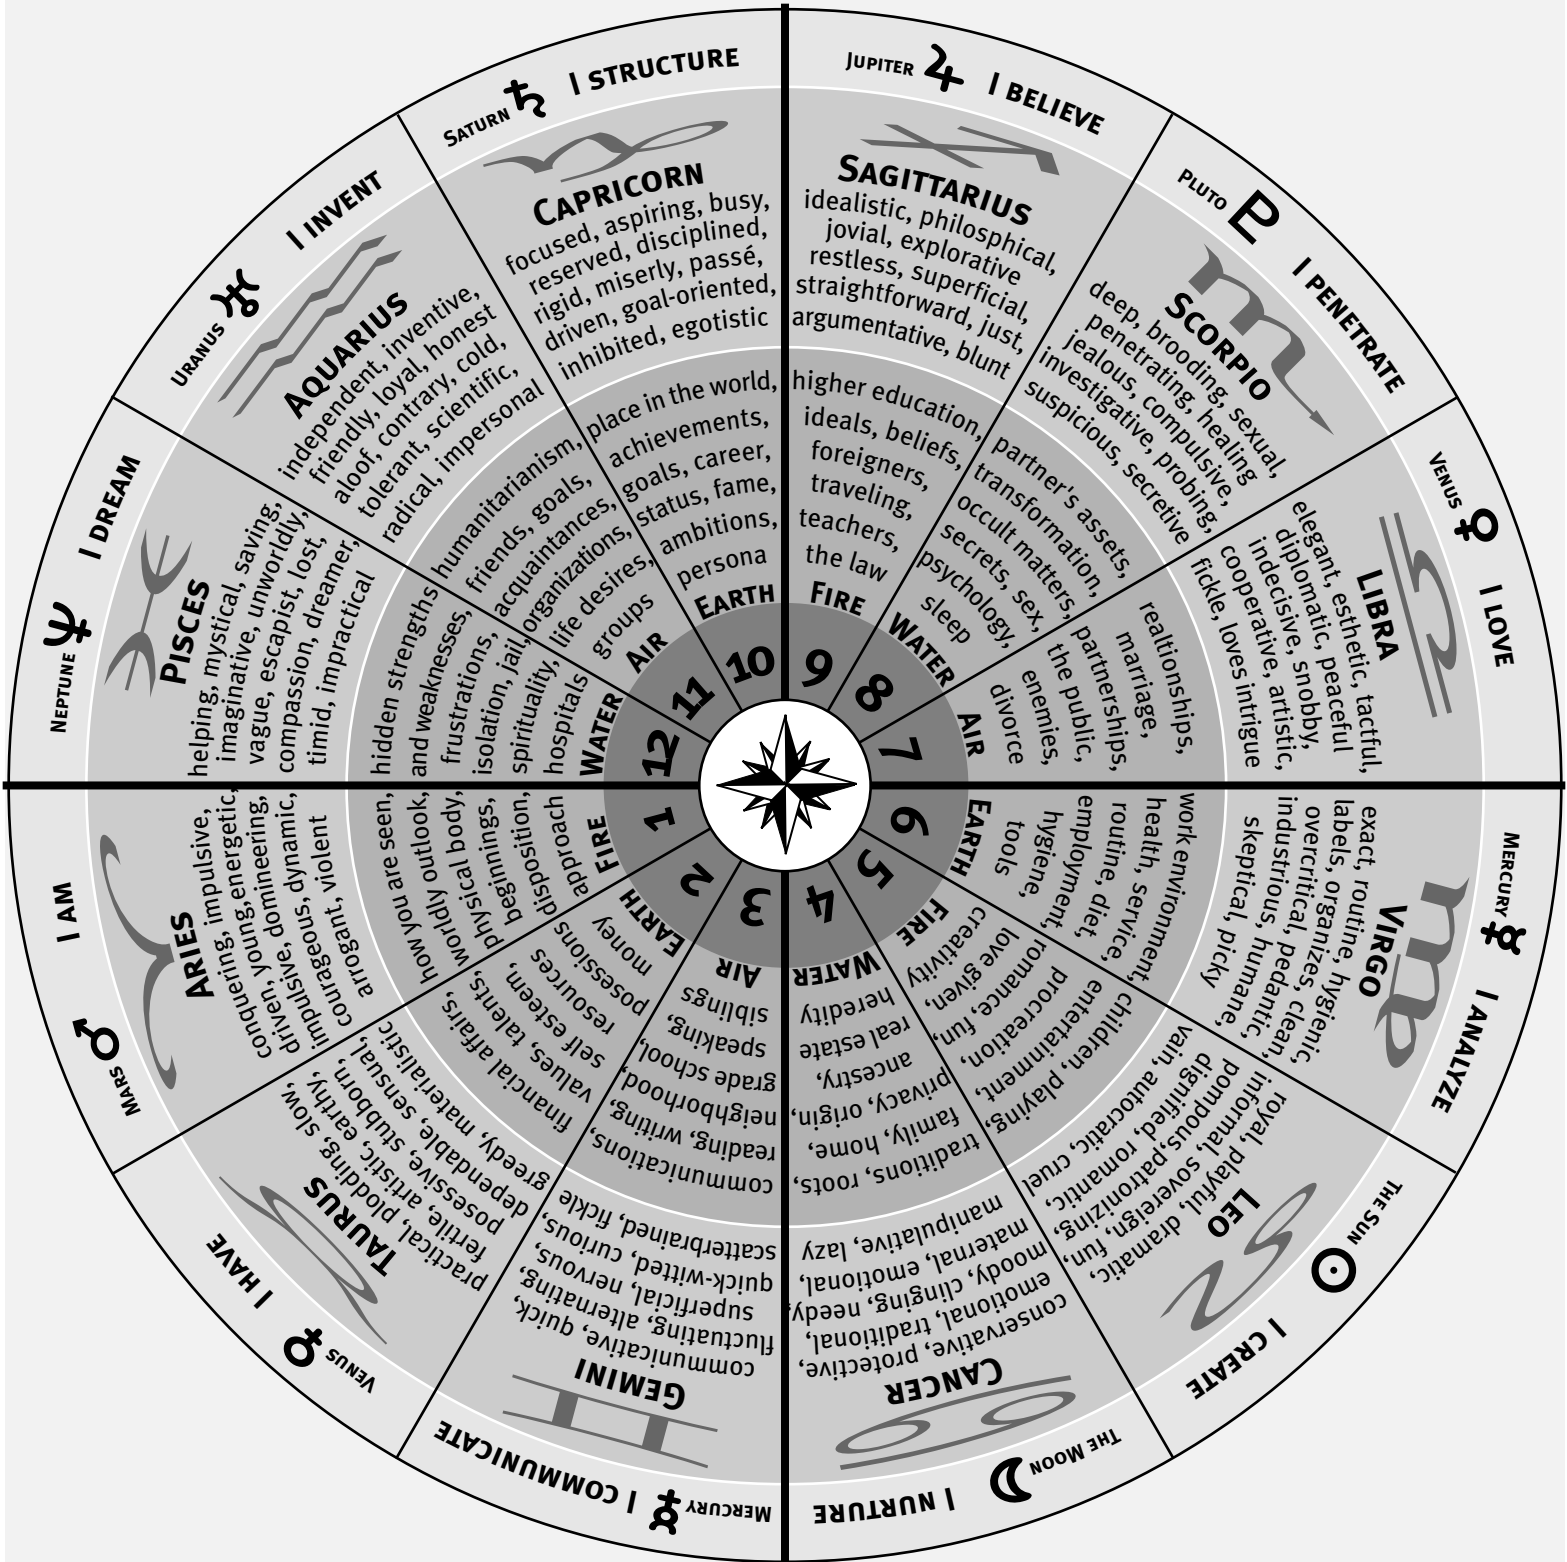 SATURN ♄ I STRUCTURE
CAPRICORN
focused, aspiring, busy,
reserved, disciplined,
rigid, miserly, passé,
driven, goal-oriented,
inhibited, egotistic
place in the world,
achievements,
goals, career,
status, fame,
ambitions,
persona
EARTH
10
JUPITER ♃ I BELIEVE
SAGITTARIUS
idealistic, philosphical,
jovial, explorative
restless, superficial,
straightforward, just,
argumentative, blunt
higher education,
ideals, beliefs,
foreigners,
traveling,
teachers,
the law
FIRE
9
PLUTO ♇ I PENETRATE
SCORPIO
deep, brooding, sexual,
penetrating, healing
jealous, compulsive,
investigative, probing,
suspicious, secretive
partner's assets,
transformation,
occult matters,
secrets, sex,
psychology,
sleep
WATER
8
VENUS ♀ I LOVE
LIBRA
elegant, esthetic, tactful,
diplomatic, peaceful
indecisive, snobby,
cooperative, artistic,
fickle, loves intrigue
realtionships,
marriage,
partnerships,
the public,
enemies,
divorce
AIR
7
MERCURY ☿ I ANALYZE
VIRGO
exact, routine, hygienic,
labels, organizes, clean,
overcritical, pedantic,
industrious, humane,
skeptical, picky
work environment,
health, service,
routine, diet,
employment,
hygiene,
tools
EARTH
6
THE SUN ☉ I CREATE
LEO
royal, playful, dramatic,
informal, sovereign, fun,
pompous, patronizing,
dignified, romantic,
vain, autocratic, cruel
children, playing,
entertainment,
procreation,
romance, fun,
love given,
creativity
FIRE
5
THE MOON ☾ I NURTURE
CANCER
conservative, protective,
emotional, traditional,
moody, clinging, needy,
maternal, emotional,
manipulative, lazy
traditions, roots,
family, home,
privacy, origin,
ancestry,
real estate
heredity
WATER
4
MERCURY ☿ I COMMUNICATE
GEMINI
communicative, quick,
fluctuating, alternating,
superficial, nervous,
quick-witted, curious,
scatterbrained, fickle
communications,
reading, writing,
neighborhood,
grade school,
speaking,
siblings
AIR
3
VENUS ♀ I HAVE
TAURUS
practical, plodding, slow,
fertile, artistic, earthy,
possessive, stubborn,
dependable, sensual,
greedy, materialistic
financial affairs,
values, talents,
self esteem,
resources
possessions
money
EARTH
2
MARS ♂ I AM
ARIES
conquering, impulsive,
driven, young,energetic,
impulsive, domineering,
courageous, dynamic,
arrogant, violent
how you are seen,
worldly outlook,
physical body,
beginnings,
disposition,
approach
FIRE
1
NEPTUNE ♆ I DREAM
PISCES
helping, mystical, saving,
imaginative, unworldly,
vague, escapist, lost,
compassion, dreamer,
timid, impractical
hidden strengths
and weaknesses,
frustrations,
isolation, jail,
spirituality,
hospitals
WATER
12
URANUS ♅ I INVENT
AQUARIUS
independent, inventive,
friendly, loyal, honest
aloof, contrary, cold,
tolerant, scientific,
radical, impersonal
humanitarianism,
friends, goals,
acquaintances,
organizations,
life desires,
groups
AIR
11